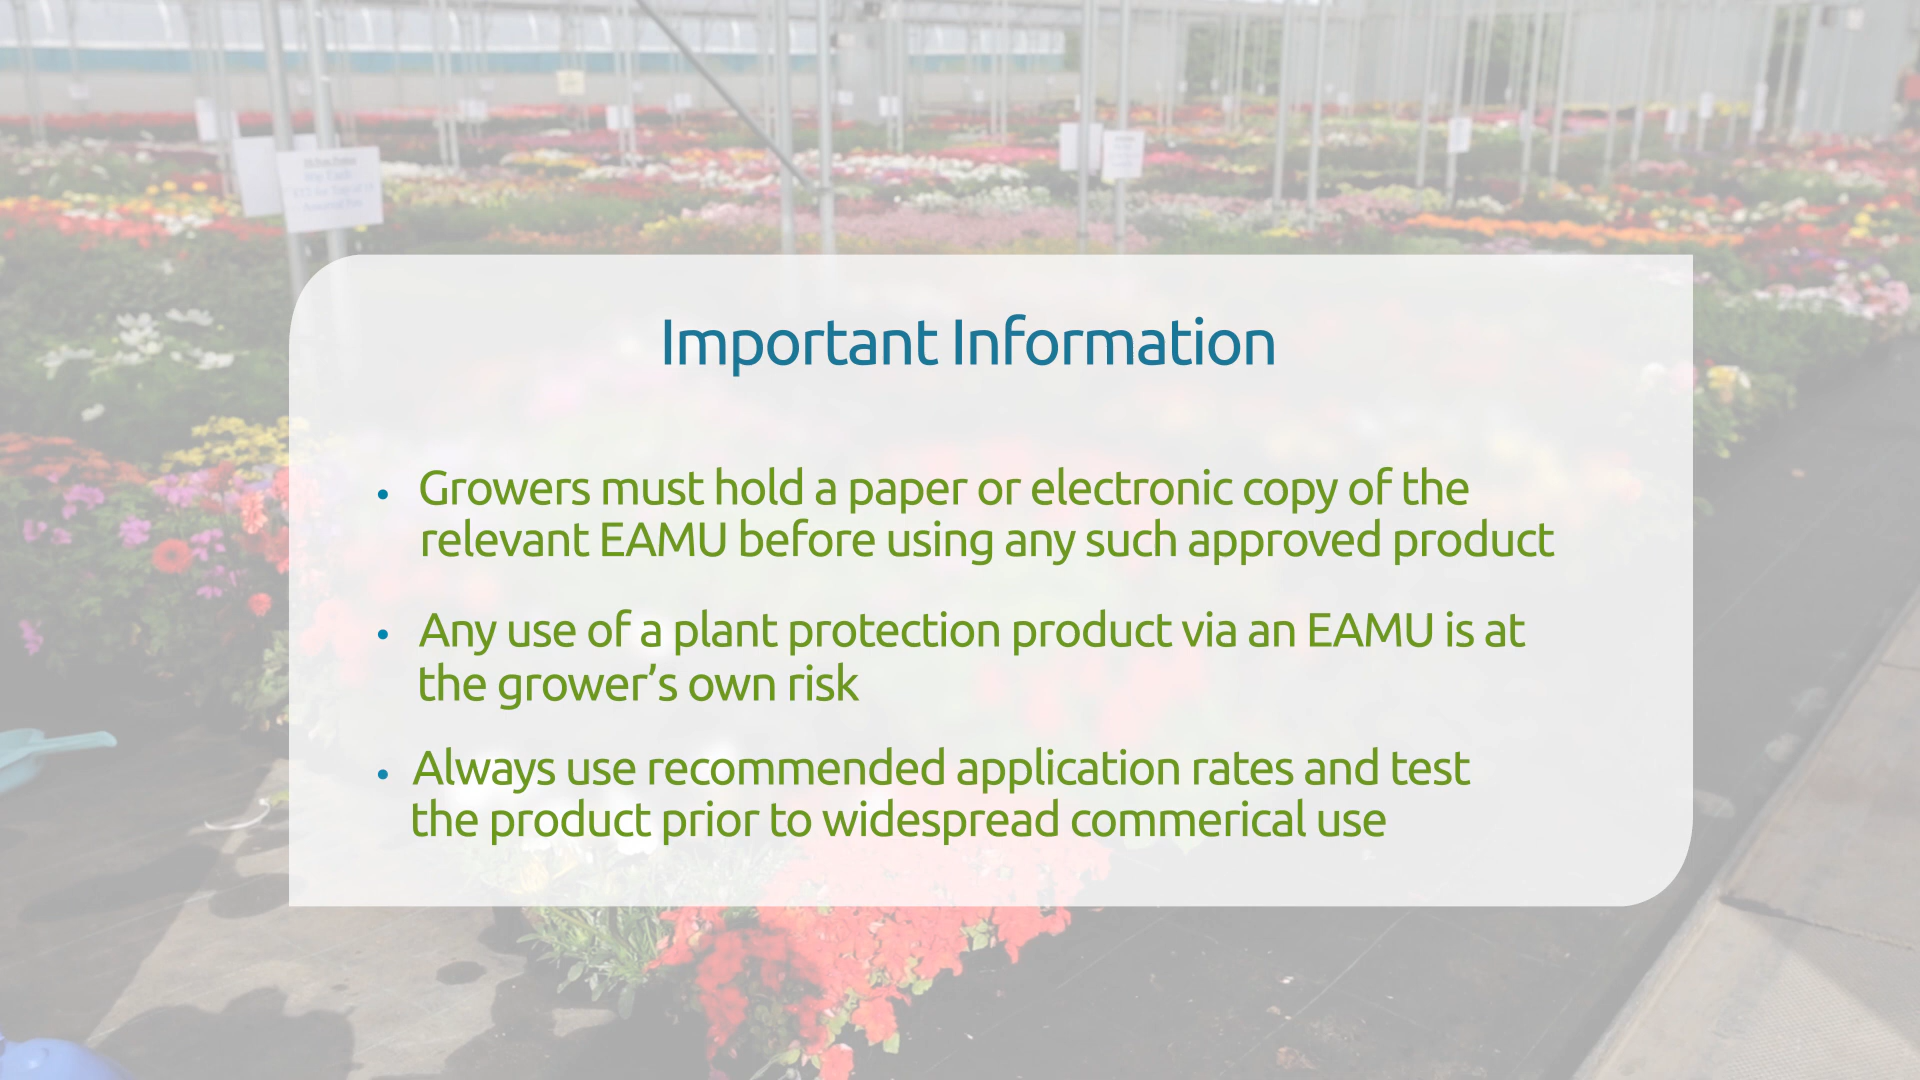 Important Information
• Growers must hold a paper or electronic copy of the
relevant EAMU before using any such approved product
• Any use of a plant protection product via an EAMU is at
the grower's own risk
• Always use recommended application rates and test
the product prior to widespread commerical use